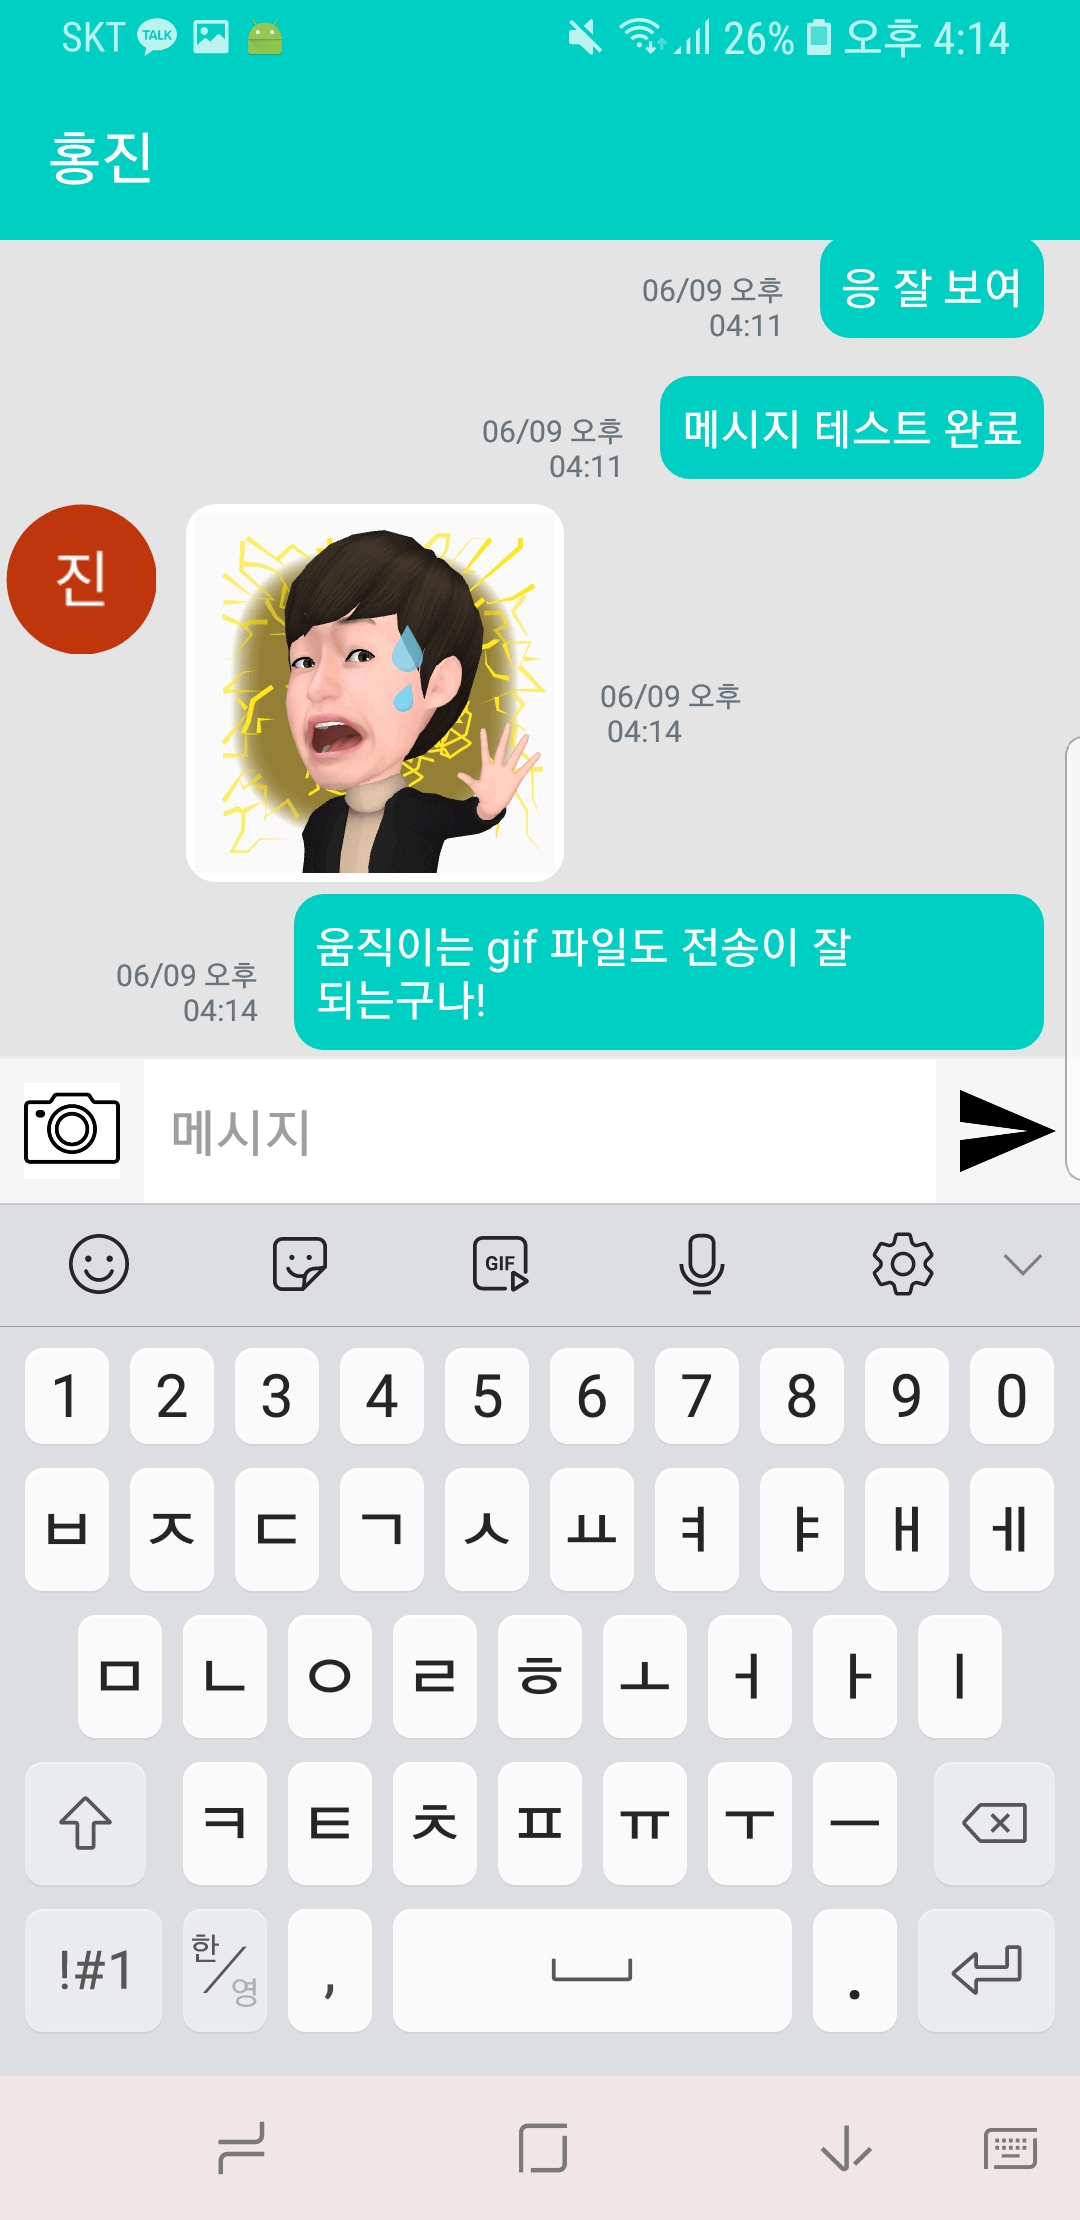 SKT TALK 26% 오후 4:14
홍진
06/09 오후
04:11
응 잘 보여
06/09 오후
04:11
메시지 테스트 완료
진
06/09 오후
04:14
06/09 오후
04:14
움직이는 gif 파일도 전송이 잘
되는구나!
메시지
GIF
1 2 3 4 5 6 7 8 9 0
ㅂ ㅈ ㄷ ㄱ ㅅ ㅛ ㅕ ㅑ ㅐ ㅔ
ㅁ ㄴ ㅇ ㄹ ㅎ ㅗ ㅓ ㅏ ㅣ
ㅋ ㅌ ㅊ ㅍ ㅠ ㅜ ㅡ
!#1 한/영 , .